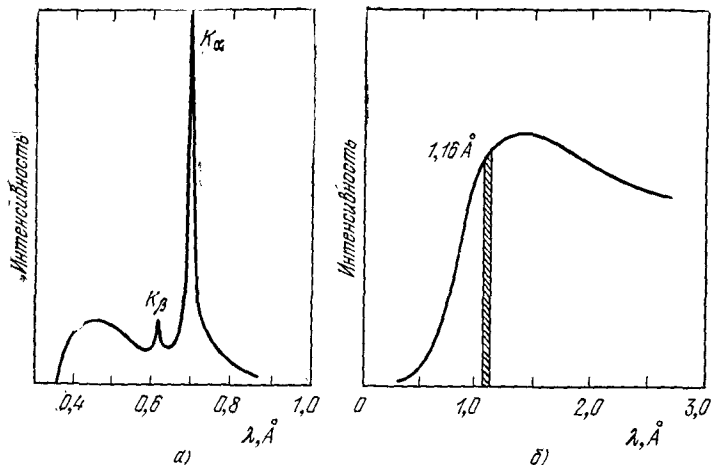 Интенсивность
K𝛼
Kβ
0,4 0,6 0,8 1,0
λ, Å
а)
Интенсивность
1,16 Å
0 1,0 2,0 3,0
λ, Å
б)